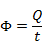 Φ = Q/t